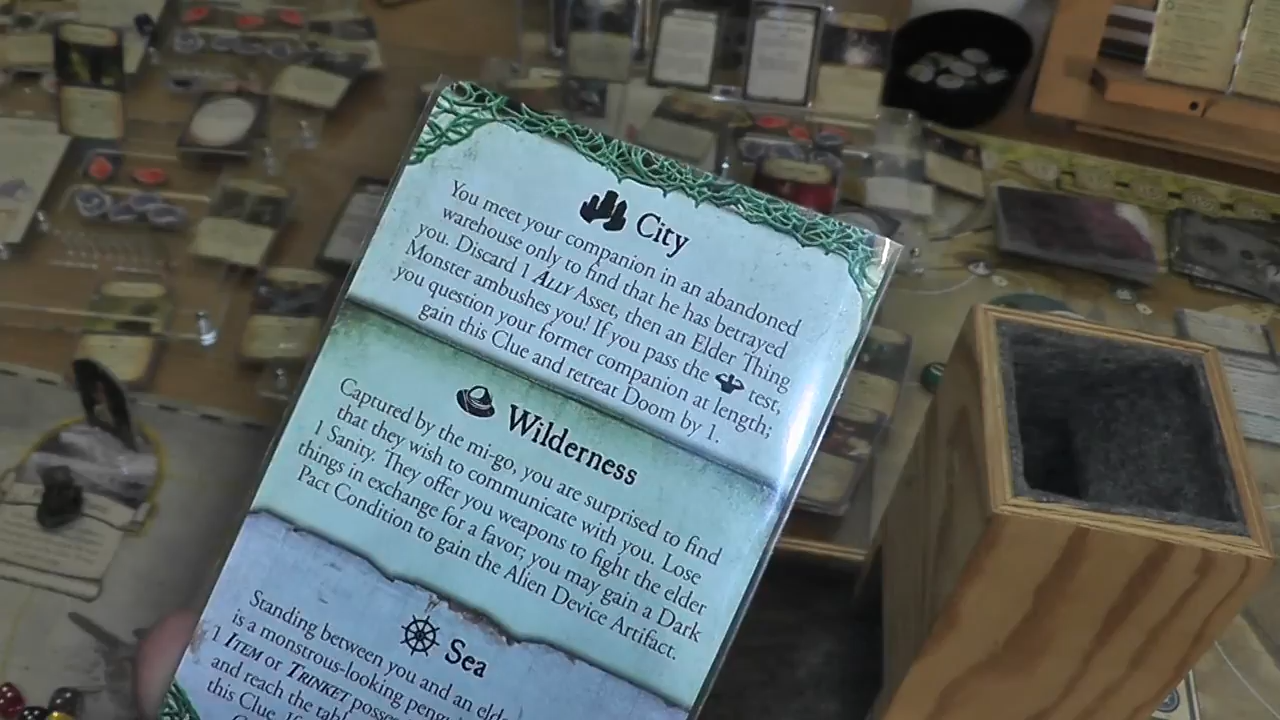 City
You meet your companion in an abandoned
warehouse only to find that he has betrayed
you. Discard 1 ALLY Asset, then an Elder Thing
Monster ambushes you! If you pass the test,
you question your former companion at length;
gain this Clue and retreat Doom by 1.
Wilderness
Captured by the mi-go, you are surprised to find
that they wish to communicate with you. Lose
1 Sanity. They offer you weapons to fight the elder
things in exchange for a favor; you may gain a Dark
Pact Condition to gain the Alien Device Artifact.
Sea
Standing between you and an
is a monstrous-looking
1 ITEM or TRINKET
and reach the
this Clue. If